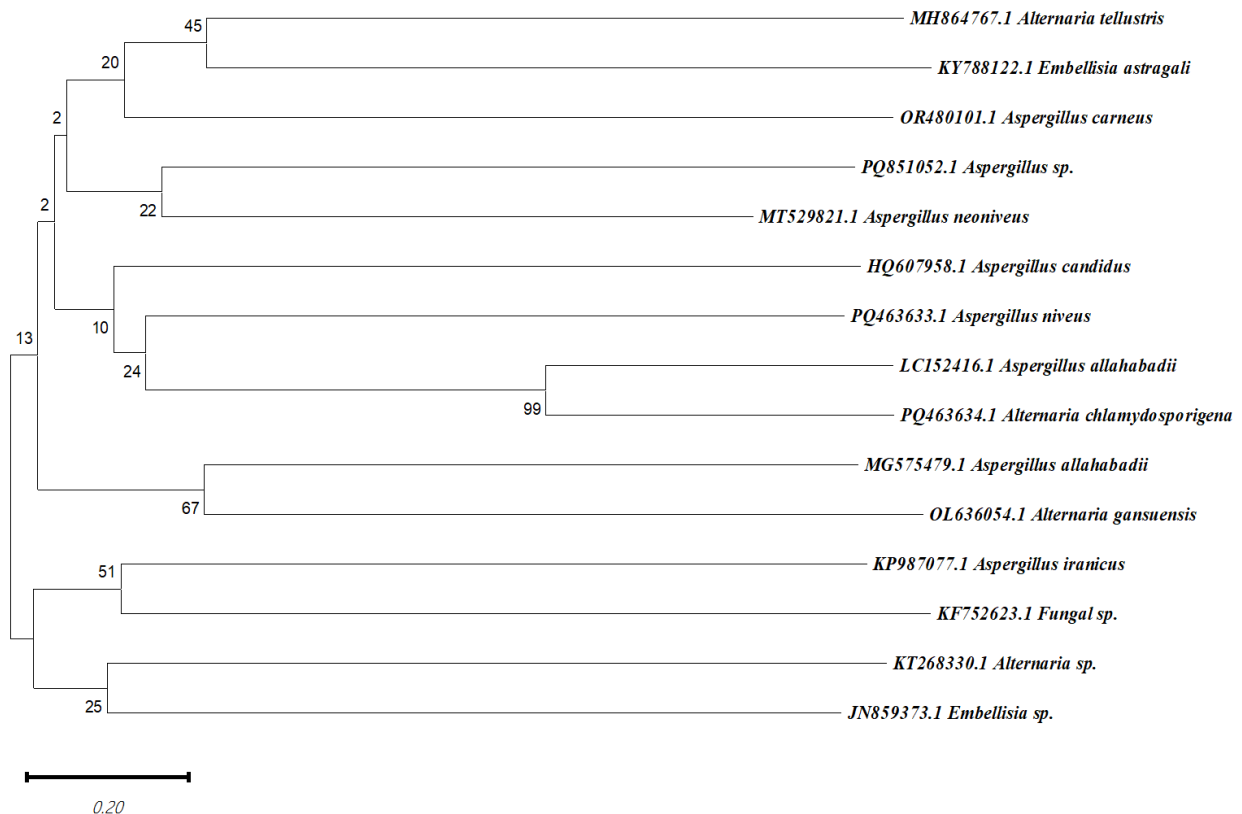 45
MH864767.1 Alternaria tellustris
20
KY788122.1 Embellisia astragali
2
OR480101.1 Aspergillus carneus
PQ851052.1 Aspergillus sp.
2
22
MT529821.1 Aspergillus neoniveus
HQ607958.1 Aspergillus candidus
10
PQ463633.1 Aspergillus niveus
13
24
LC152416.1 Aspergillus allahabadii
99
PQ463634.1 Alternaria chlamydosporigena
MG575479.1 Aspergillus allahabadii
67
OL636054.1 Alternaria gansuensis
51
KP987077.1 Aspergillus iranicus
KF752623.1 Fungal sp.
KT268330.1 Alternaria sp.
25
JN859373.1 Embellisia sp.
0.20